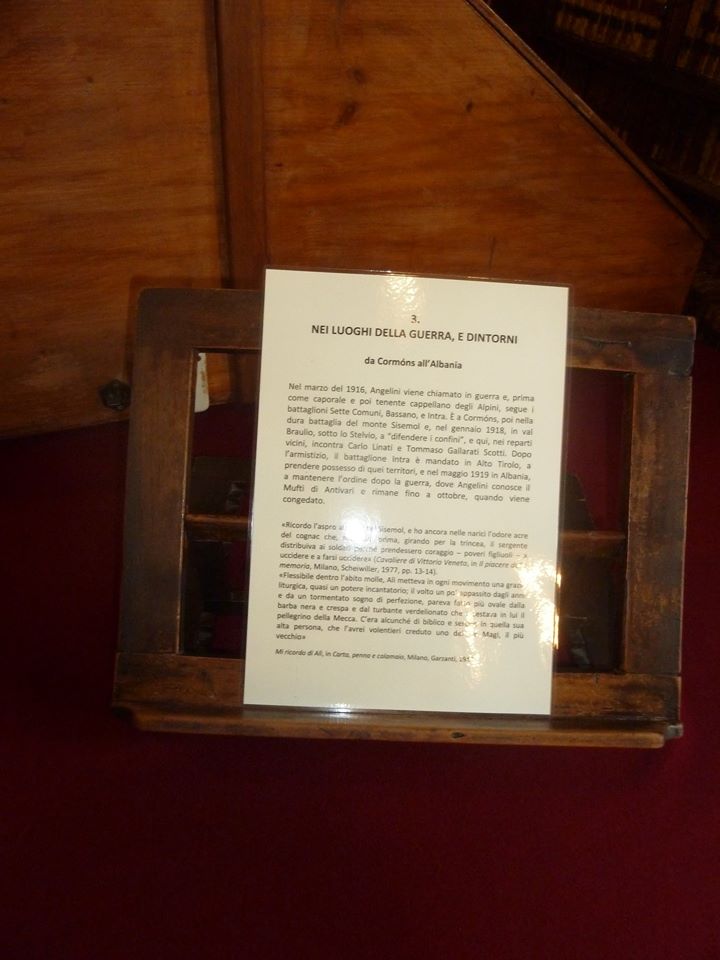 3.
NEI LUOGHI DELLA GUERRA, E DINTORNI
da Cormóns all'Albania
Nel marzo del 1916, Angelini viene chiamato in guerra e, prima
come caporale e poi tenente cappellano degli Alpini, segue i
battaglioni Sette Comuni, Bassano, e Intra. È a Cormóns, poi nella
dura battaglia del monte Sisemol e, nel gennaio 1918, in val
Braulio, sotto lo Stelvio, a "difendere i confini", e qui, nei reparti
vicini, incontra Carlo Linati e Tommaso Gallarati Scotti. Dopo
l'armistizio, il battaglione Intra è mandato in Alto Tirolo, a
prendere possesso di quei territori, e nel maggio 1919 in Albania,
a mantenere l'ordine dopo la guerra, dove Angelini conosce il
Muftì di Antivari e rimane fino a ottobre, quando viene
congedato.
«Ricordo l'aspro Sisemol, e ho ancora nelle narici l'odore acre
del cognac che, prima, girando per la trincea, il sergente
distribuiva ai soldati perché prendessero coraggio – poveri figliuoli – a
uccidere e a farsi uccidere» (Cavaliere di Vittorio Veneto, in Il piacere della
memoria, Milano, Scheiwiller, 1977, pp. 13-14).
«Flessibile dentro l'abito molle, Alì metteva in ogni movimento una grazia
liturgica, quasi un potere incantatorio; il volto un po' appassito dagli anni
e da un tormentato sogno di perfezione, pareva fatto più ovale dalla
barba nera e crespa e dal turbante verdelionato che attestava in lui il
pellegrino della Mecca. C'era alcunché di biblico e in quella sua
alta persona, che l'avrei volentieri creduto uno dei Magi, il più
vecchio»
Mi ricordo di Alì, in Carta, penna e calamaio, Milano, Garzanti,